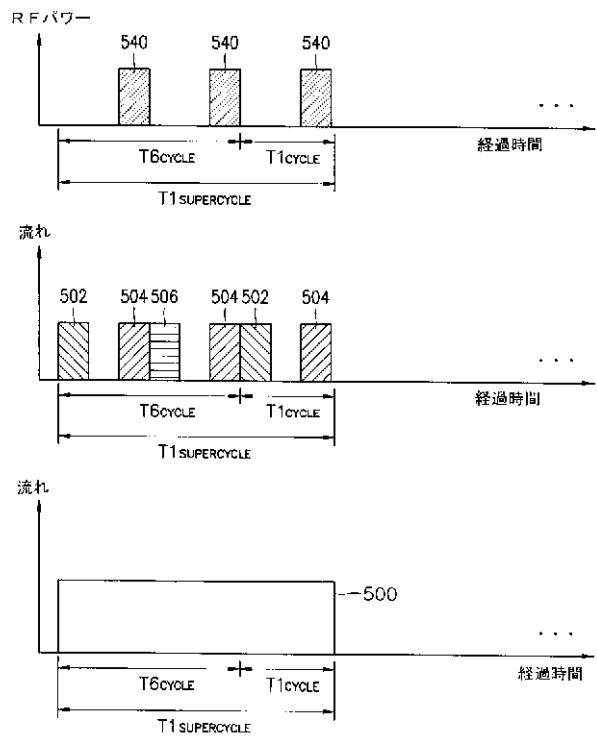 RFパワー
540 540 540
・・・
T6CYCLE T1CYCLE 経過時間
T1SUPERCYCLE
流れ
502 504 506 504 502 504
・・・
T6CYCLE T1CYCLE 経過時間
T1SUPERCYCLE
流れ
500
・・・
T6CYCLE T1CYCLE 経過時間
T1SUPERCYCLE